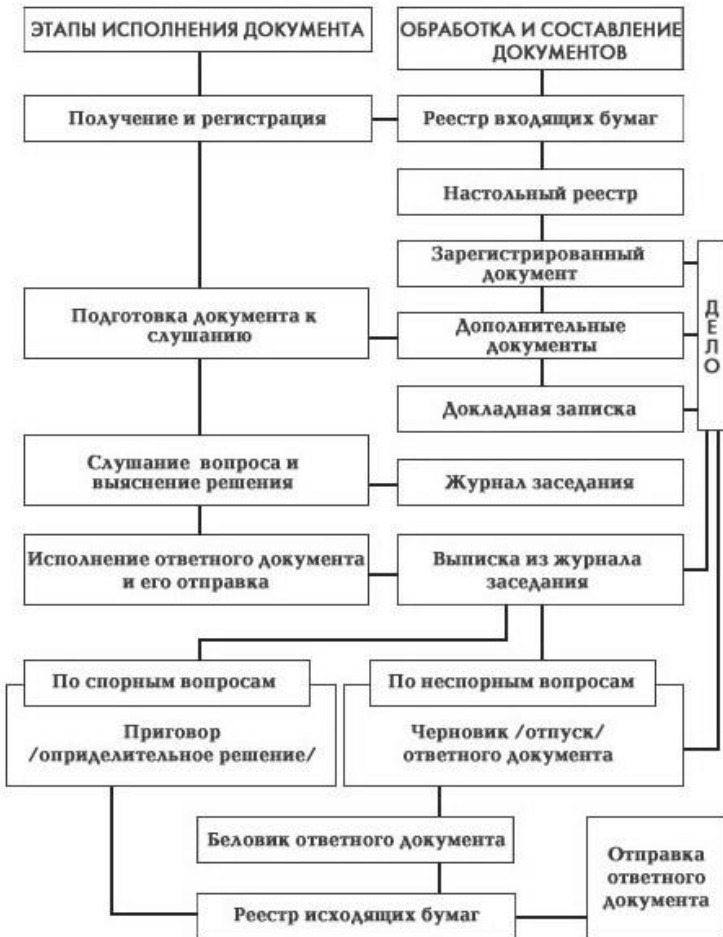 ЭТАПЫ ИСПОЛНЕНИЯ ДОКУМЕНТА
ОБРАБОТКА И СОСТАВЛЕНИЕ
ДОКУМЕНТОВ
Получение и регистрация
Реестр входящих бумаг
Настольный реестр
Зарегистрированный
документ
ДЕЛО
Подготовка документа к
слушанию
Дополнительные
документы
Докладная записка
Слушание вопроса и
выяснение решения
Журнал заседания
Исполнение ответного документа
и его отправка
Выписка из журнала
заседания
По спорным вопросам
По неспорным вопросам
Приговор
/оприделительное решение/
Черновик /отпуск/
ответного документа
Беловик ответного документа
Отправка
ответного
документа
Реестр исходящих бумаг